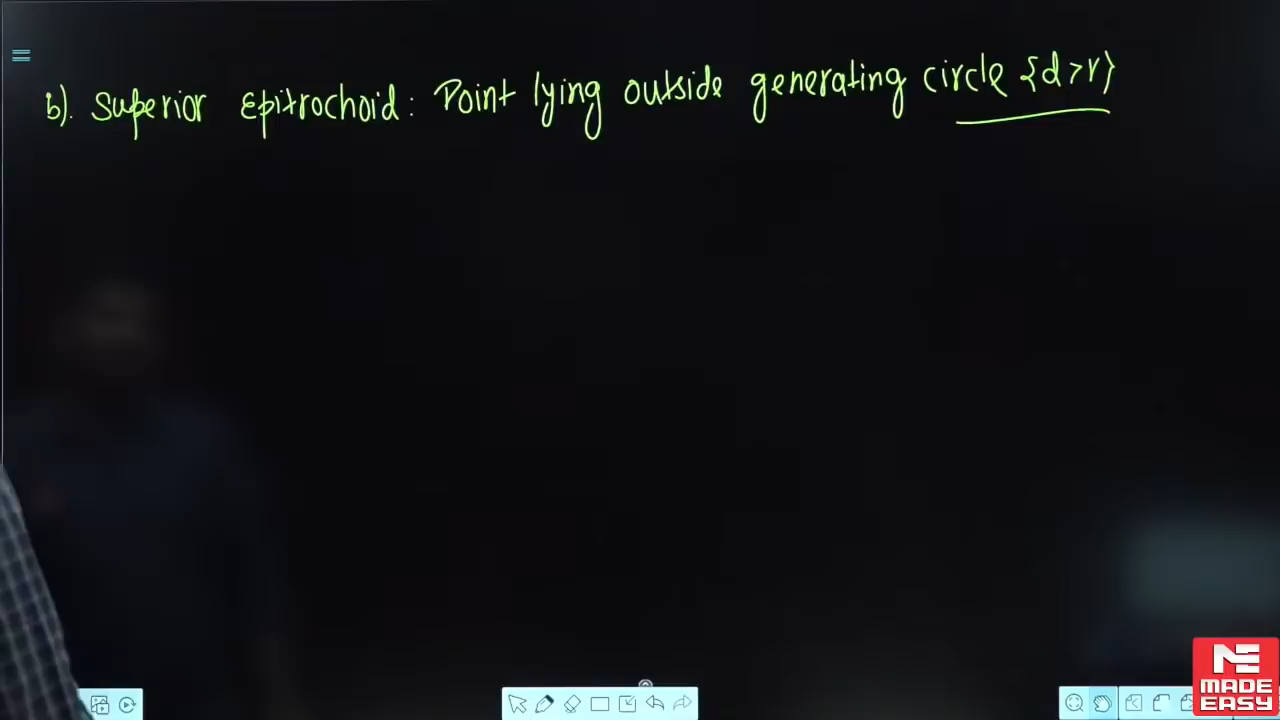 b). Superior Epitrochoid: Point lying outside generating circle {d>r}
MADE
EASY